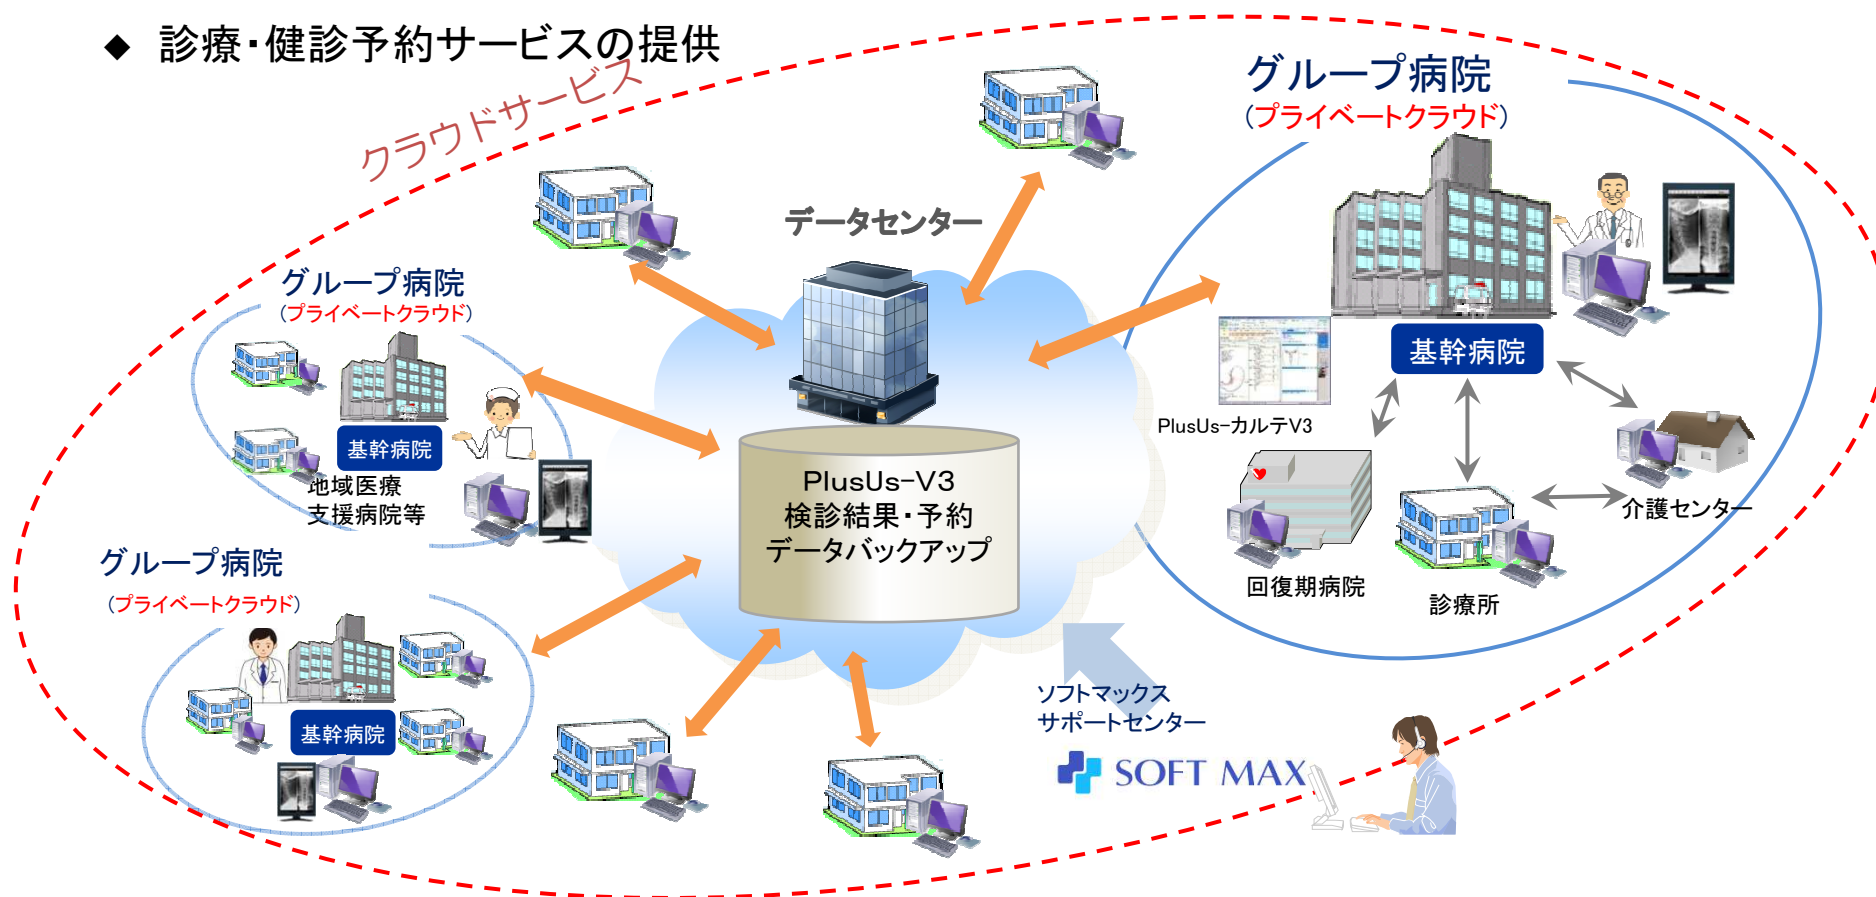 ◆ 診療・健診予約サービスの提供
クラウドサービス
グループ病院
(プライベートクラウド)
データセンター
グループ病院
(プライベートクラウド)
基幹病院
PlusUs-カルテV3
基幹病院
地域医療
支援病院等
PlusUs-V3
検診結果・予約
データバックアップ
介護センター
回復期病院
診療所
グループ病院
(プライベートクラウド)
基幹病院
ソフトマックス
サポートセンター
SOFT MAX